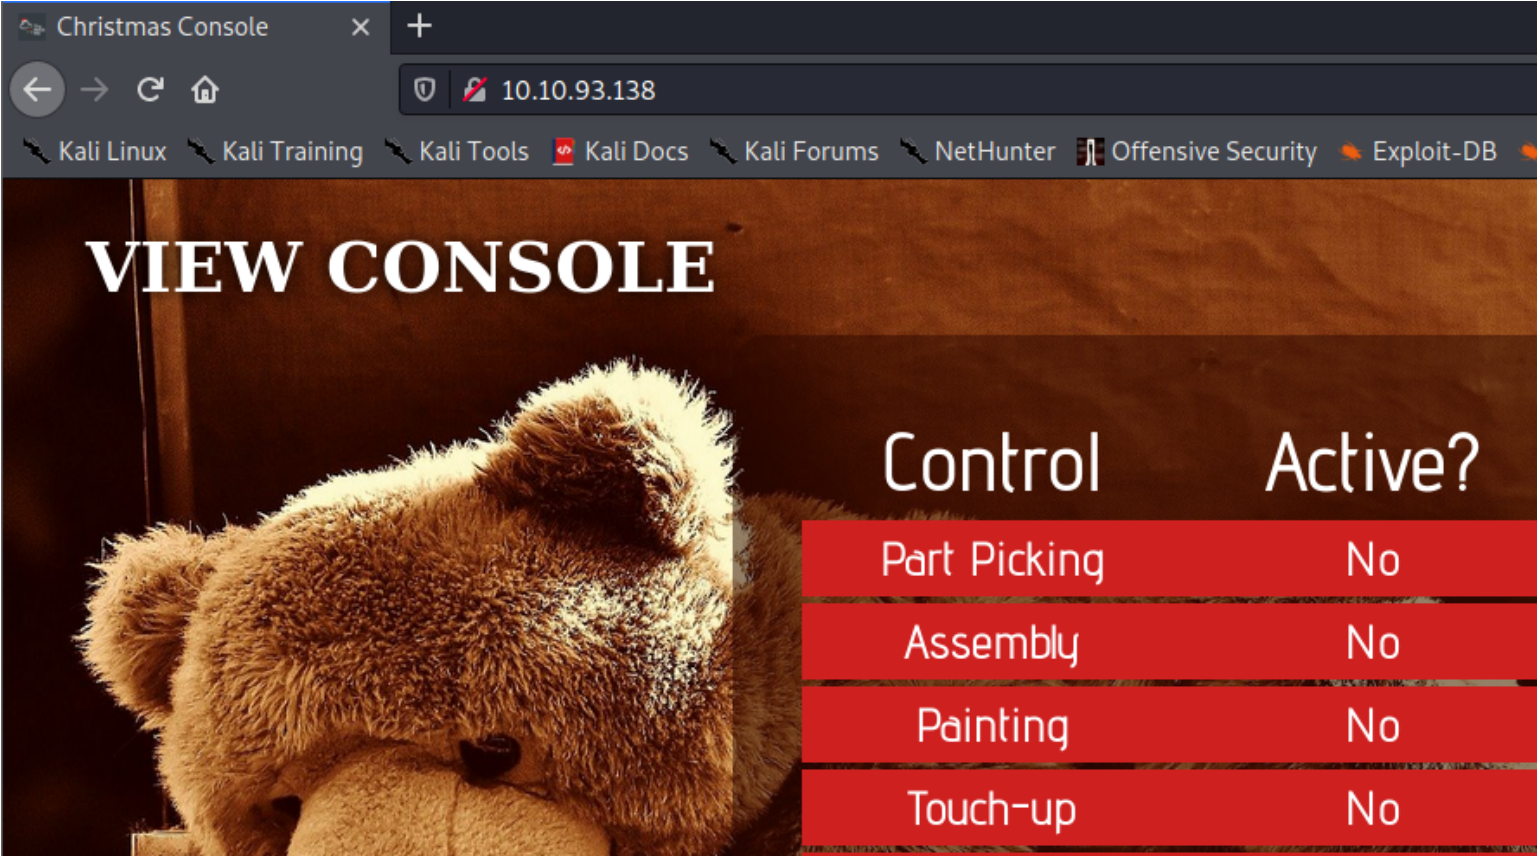 Christmas Console
10.10.93.138
Kali Linux Kali Training Kali Tools Kali Docs Kali Forums NetHunter Offensive Security Exploit-DB
VIEW CONSOLE
Control Active?
Part Picking No
Assembly No
Painting No
Touch-up No